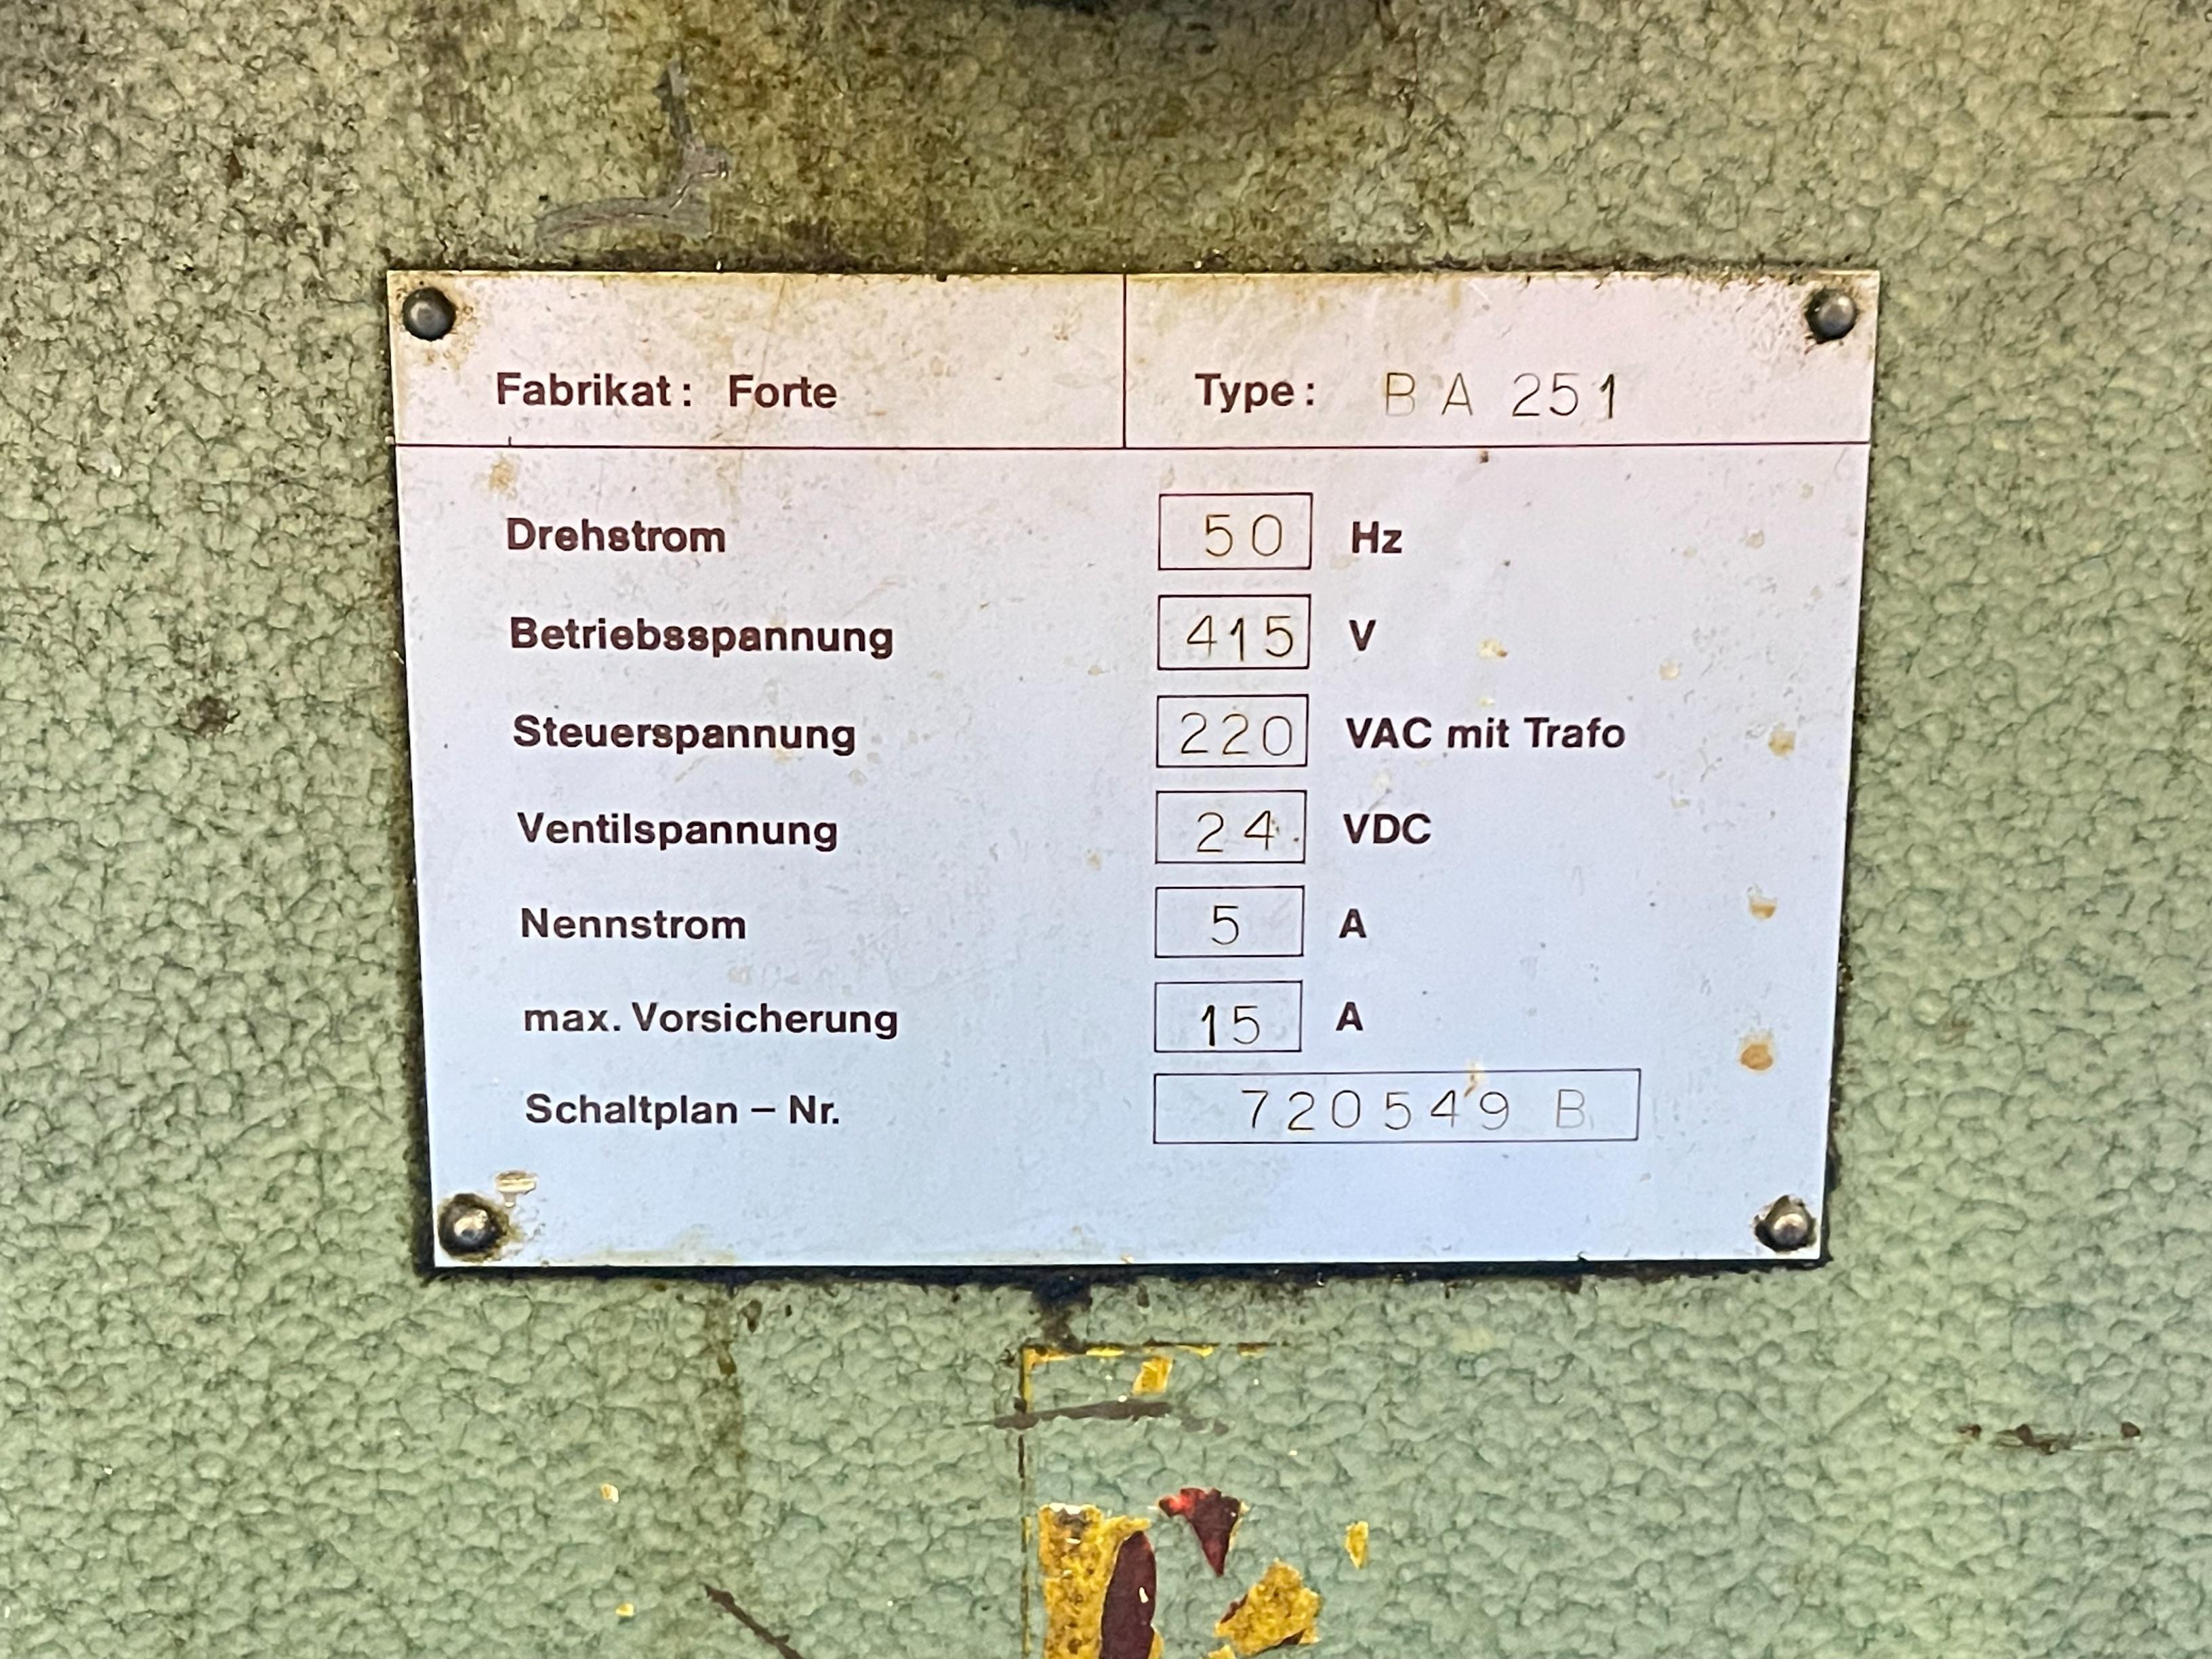 Fabrikat: Forte Type: BA 251
Drehstrom 50 Hz
Betriebsspannung 415 V
Steuerspannung 220 VAC mit Trafo
Ventilspannung 24 VDC
Nennstrom 5 A
max. Vorsicherung 15 A
Schaltplan – Nr. 720549 B